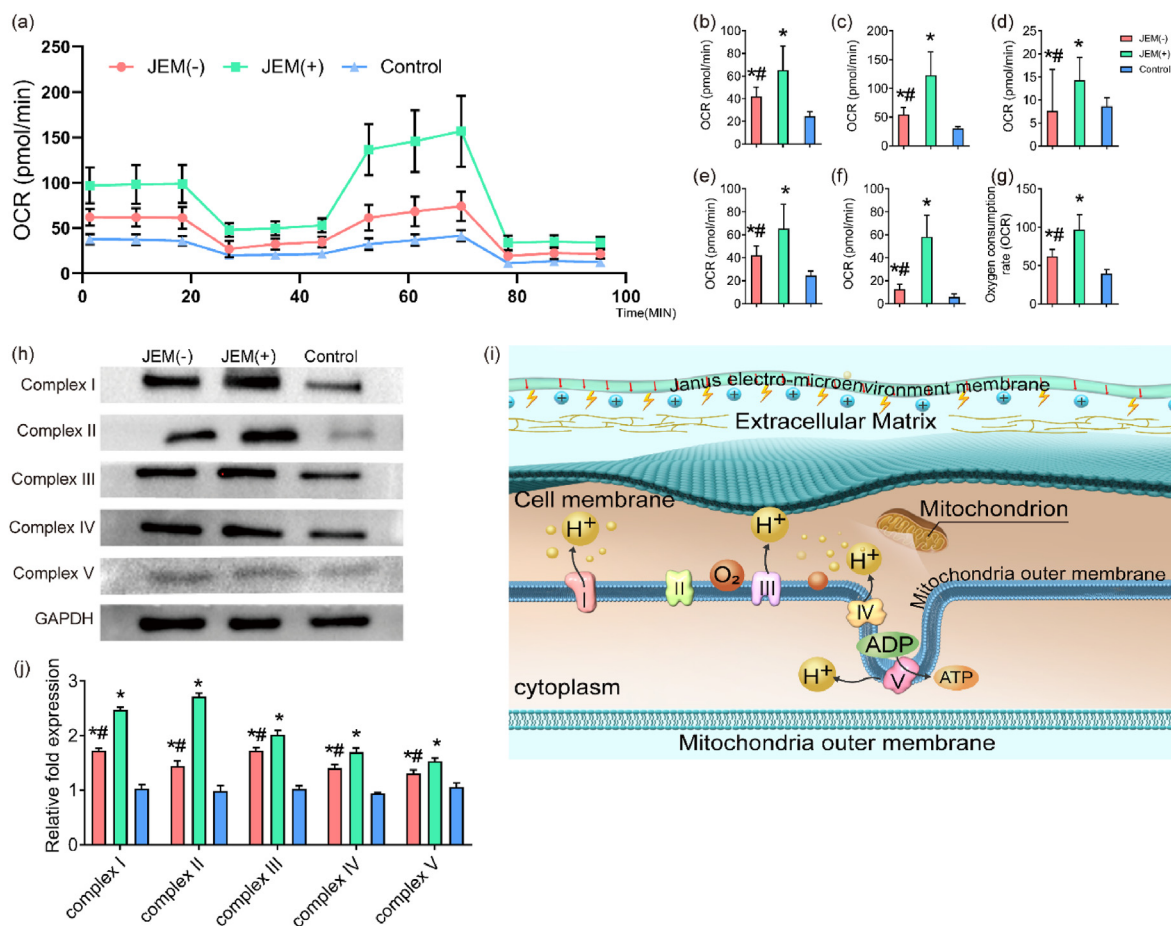 (a)
JEM(-) JEM(+) Control
OCR (pmol/min)
250
200
150
100
50
0
0 20 40 60 80 100
Time(MIN)
(b)
OCR (pmol/min)
100
80
60
40
20
0
*# *
(c)
OCR (pmol/min)
200
150
100
50
0
*# *
(d)
OCR (pmol/min)
25
20
15
10
5
0
*# *
JEM(-)
JEM(+)
Control
(e)
OCR (pmol/min)
100
80
60
40
20
0
*# *
(f)
OCR (pmol/min)
100
80
60
40
20
0
*# *
(g)
Oxygen consumption
rate (OCR)
150
100
50
0
*# *
(h)
JEM(-) JEM(+) Control
Complex I
Complex II
Complex III
Complex IV
Complex V
GAPDH
(i)
Janus electro-microenvironment membrane
Extracellular Matrix
Cell membrane
Mitochondrion
H+ H+ H+
O2
I II III IV
Mitochondria outer membrane
ADP
H+ V ATP
cytoplasm
Mitochondria outer membrane
(j)
Relative fold expression
3
2
1
0
*# * *# * *# * *# * *# *
complex I complex II complex III complex IV complex V